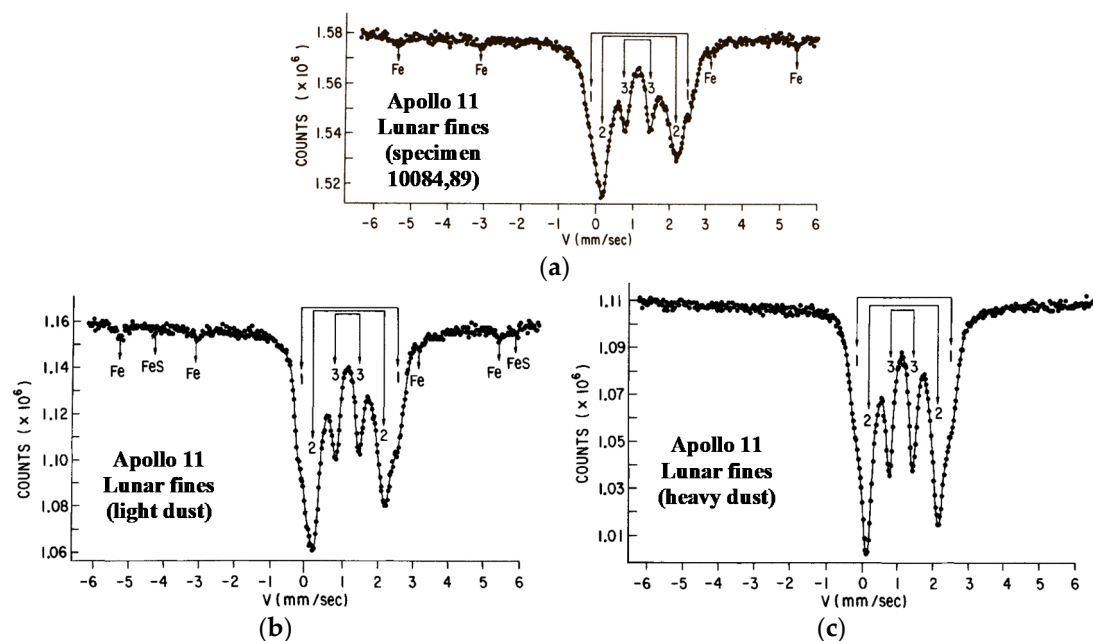 1.58
1.56
1.54
1.52
COUNTS (×10⁶)
Fe
Fe
Fe
Fe
1
2
3
3
2
1
Apollo 11
Lunar fines
(specimen
10084,89)
-6 -5 -4 -3 -2 -1 0 1 2 3 4 5 6
V (mm/sec)
(a)
1.16
1.14
1.12
1.10
1.08
1.06
COUNTS (×10⁶)
Fe
FeS
Fe
Fe
Fe
FeS
1
2
3
3
2
1
Apollo 11
Lunar fines
(light dust)
-6 -5 -4 -3 -2 -1 0 1 2 3 4 5 6
V (mm/sec)
(b)
1.11
1.09
1.07
1.05
1.03
1.01
COUNTS (×10⁶)
1
2
3
3
2
1
Apollo 11
Lunar fines
(heavy dust)
-6 -5 -4 -3 -2 -1 0 1 2 3 4 5 6
V (mm/sec)
(c)